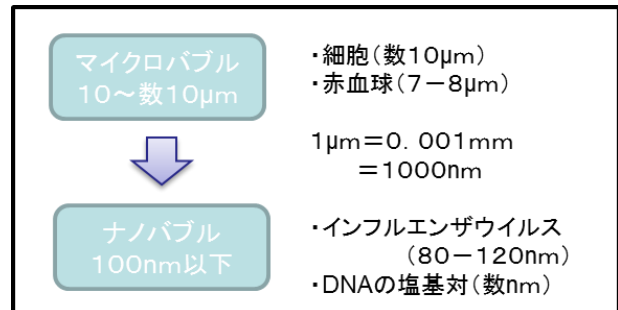 マイクロバブル
10~数10μm
・細胞(数10μm)
・赤血球(7-8μm)
1μm=0.001mm
=1000nm
ナノバブル
100nm以下
・インフルエンザウイルス
(80-120nm)
・DNAの塩基対(数nm)